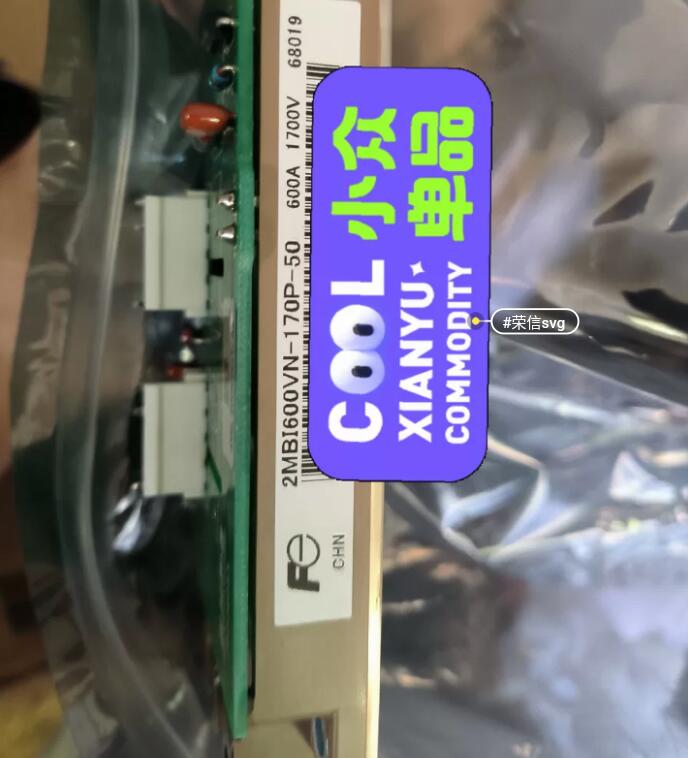 2MBI600VN-170P-50 600A 1700V 68019
Fe
CHN
COOL 小众
XIANYU 单品
COMMODITY
#荣信svg